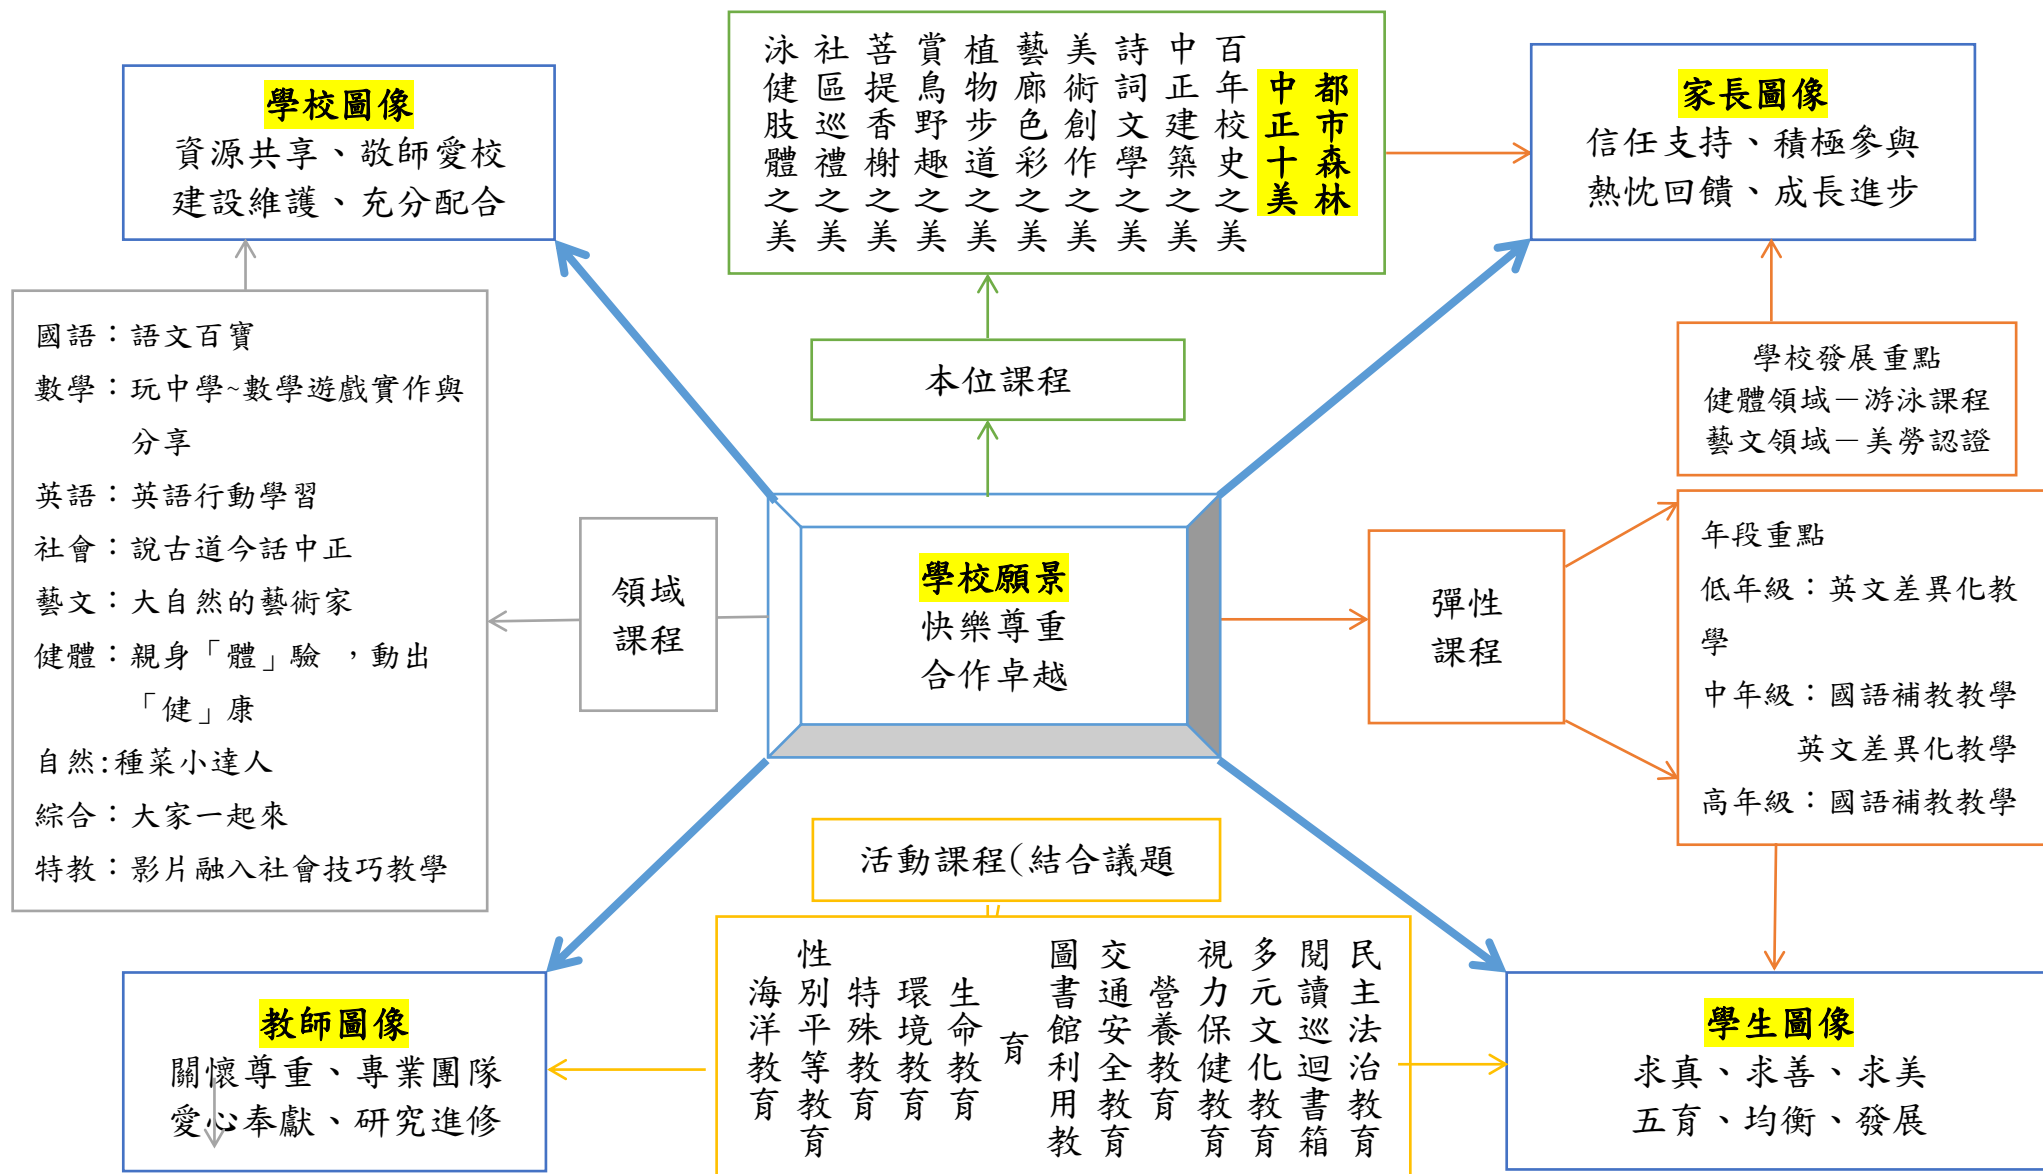 學校圖像
資源共享、敬師愛校
建設維護、充分配合
都市森林
中正十美
百年校史之美
中正建築之美
詩詞文學之美
美術創作之美
藝廊色彩之美
植物步道之美
賞鳥野趣之美
菩提香榭之美
社區巡禮之美
泳健肢體之美
家長圖像
信任支持、積極參與
熱忱回饋、成長進步
國語：語文百寶
數學：玩中學~數學遊戲實作與
分享
英語：英語行動學習
社會：說古道今話中正
藝文：大自然的藝術家
健體：親身「體」驗 ，動出
「健」康
自然:種菜小達人
綜合：大家一起來
特教：影片融入社會技巧教學
本位課程
學校發展重點
健體領域－游泳課程
藝文領域－美勞認證
領域
課程
學校願景
快樂尊重
合作卓越
彈性
課程
年段重點
低年級：英文差異化教
學
中年級：國語補教教學
英文差異化教學
高年級：國語補教教學
活動課程(結合議題
民主法治教育
閱讀巡迴書箱
多元文化教育
視力保健教育
營養教育
交通安全教育
圖書館利用教
育
生命教育
環境教育
特殊教育
性別平等教育
海洋教育
教師圖像
關懷尊重、專業團隊
愛心奉獻、研究進修
學生圖像
求真、求善、求美
五育、均衡、發展